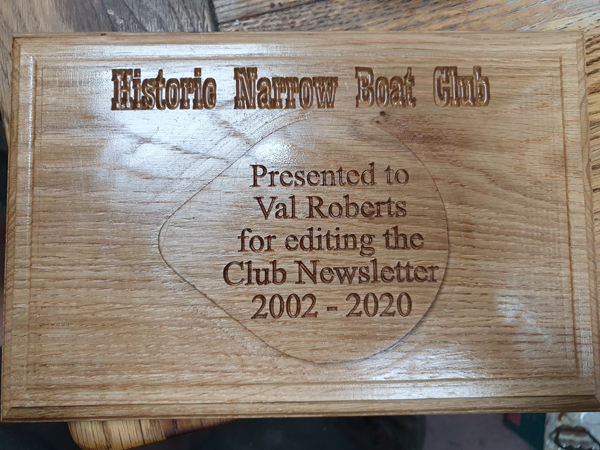 Historic Narrow Boat Club
Presented to
Val Roberts
for editing the
Club Newsletter
2002 - 2020